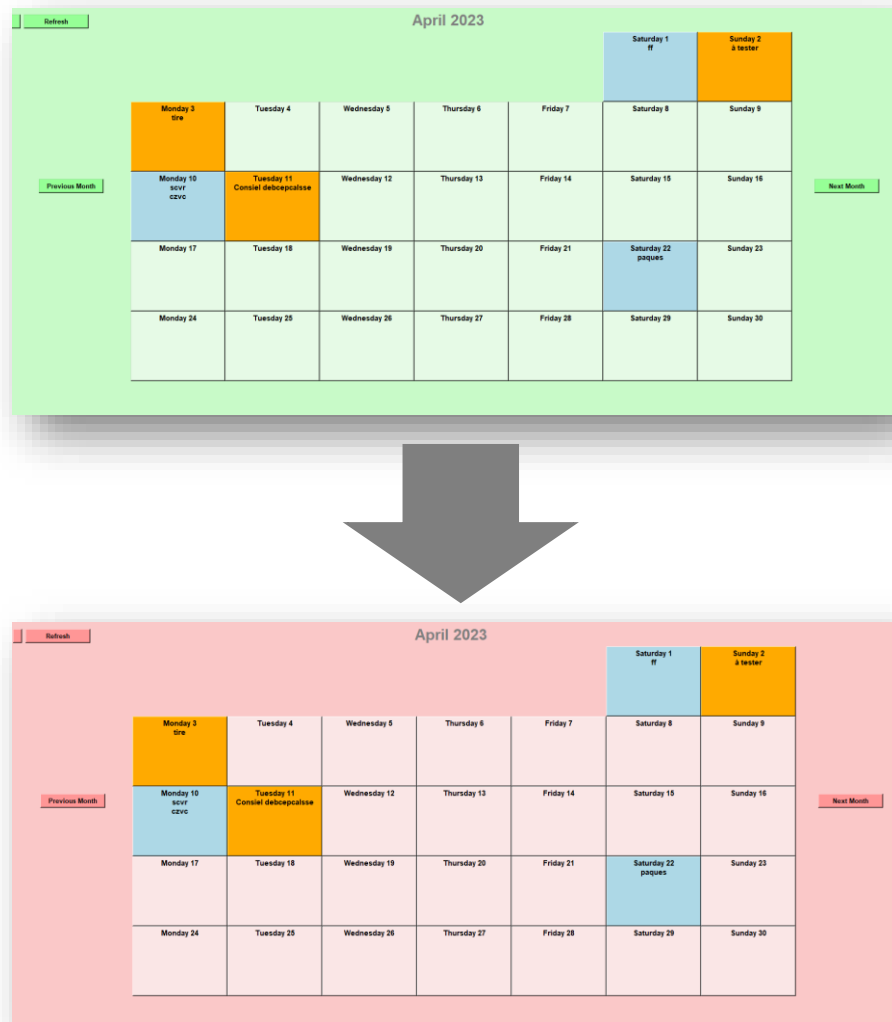 Refresh
April 2023
Saturday 1
ff
Sunday 2
à tester
Monday 3
tire
Tuesday 4
Wednesday 5
Thursday 6
Friday 7
Saturday 8
Sunday 9
Previous Month
Monday 10
scvr
czvc
Tuesday 11
Consiel debcepcalsse
Wednesday 12
Thursday 13
Friday 14
Saturday 15
Sunday 16
Next Month
Monday 17
Tuesday 18
Wednesday 19
Thursday 20
Friday 21
Saturday 22
paques
Sunday 23
Monday 24
Tuesday 25
Wednesday 26
Thursday 27
Friday 28
Saturday 29
Sunday 30
Refresh
April 2023
Saturday 1
ff
Sunday 2
à tester
Monday 3
tire
Tuesday 4
Wednesday 5
Thursday 6
Friday 7
Saturday 8
Sunday 9
Previous Month
Monday 10
scvr
czvc
Tuesday 11
Consiel debcepcalsse
Wednesday 12
Thursday 13
Friday 14
Saturday 15
Sunday 16
Next Month
Monday 17
Tuesday 18
Wednesday 19
Thursday 20
Friday 21
Saturday 22
paques
Sunday 23
Monday 24
Tuesday 25
Wednesday 26
Thursday 27
Friday 28
Saturday 29
Sunday 30